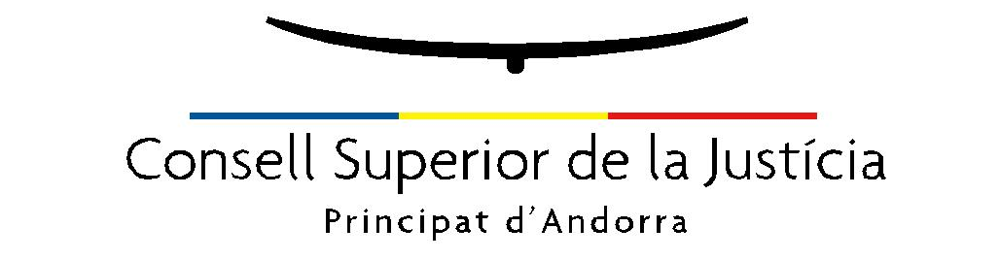 Consell Superior de la Justícia
Principat d'Andorra